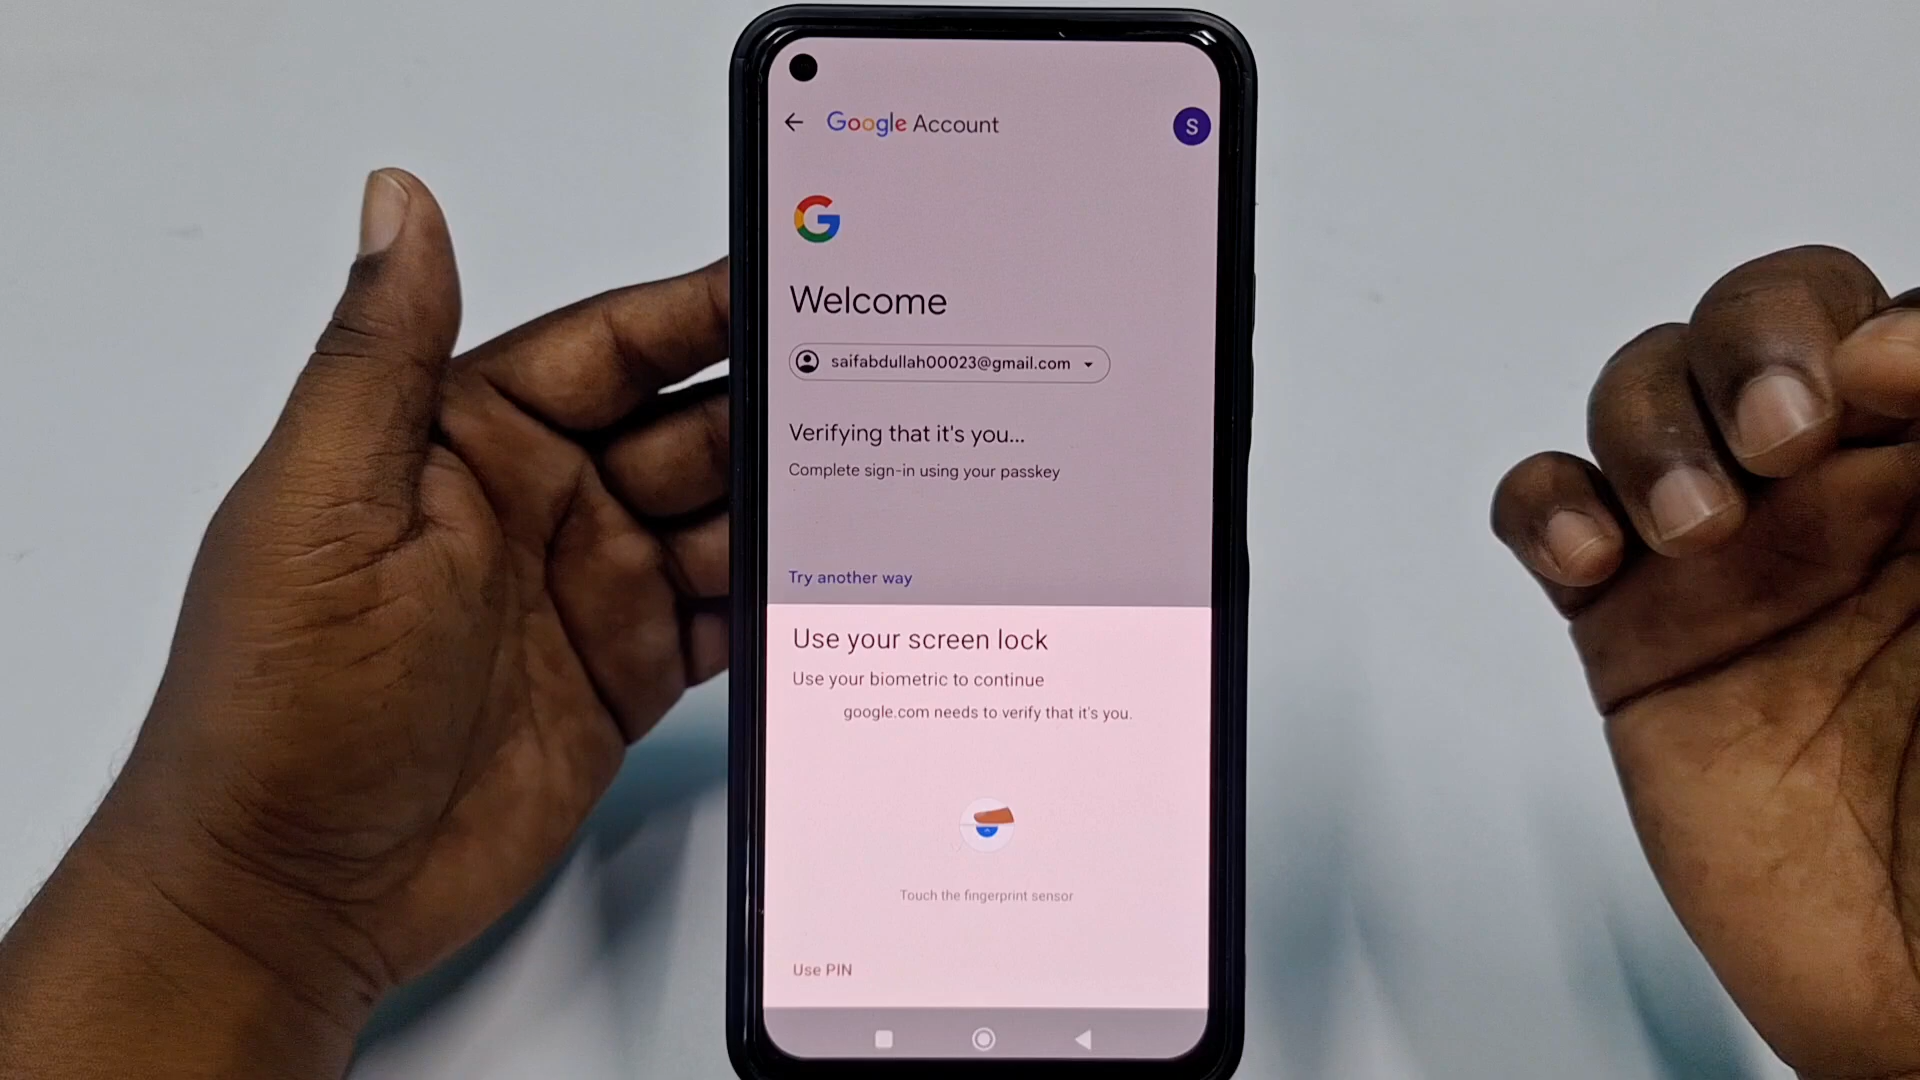 Google Account
S
G
Welcome
saifabdullah00023@gmail.com
Verifying that it's you...
Complete sign-in using your passkey
Try another way
Use your screen lock
Use your biometric to continue
google.com needs to verify that it's you.
Touch the fingerprint sensor
Use PIN